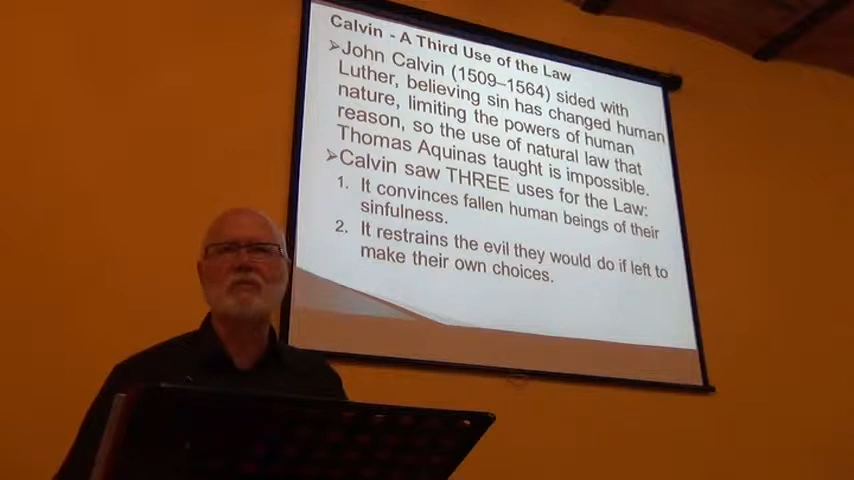 Calvin - A Third Use of the Law
➢John Calvin (1509–1564) sided with
Luther, believing sin has changed human
nature, limiting the powers of human
reason, so the use of natural law that
Thomas Aquinas taught is impossible.
➢Calvin saw THREE uses for the Law:
1. It convinces fallen human beings of their
sinfulness.
2. It restrains the evil they would do if left to
make their own choices.